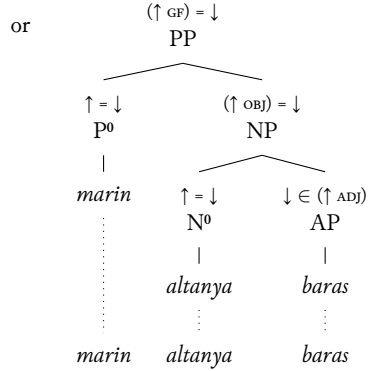 or
(↑ GF) = ↓
PP
↑ = ↓ (↑ OBJ) = ↓
P⁰ NP
marin ↑ = ↓ ↓ ∈ (↑ ADJ)
N⁰ AP
altanya baras
marin altanya baras